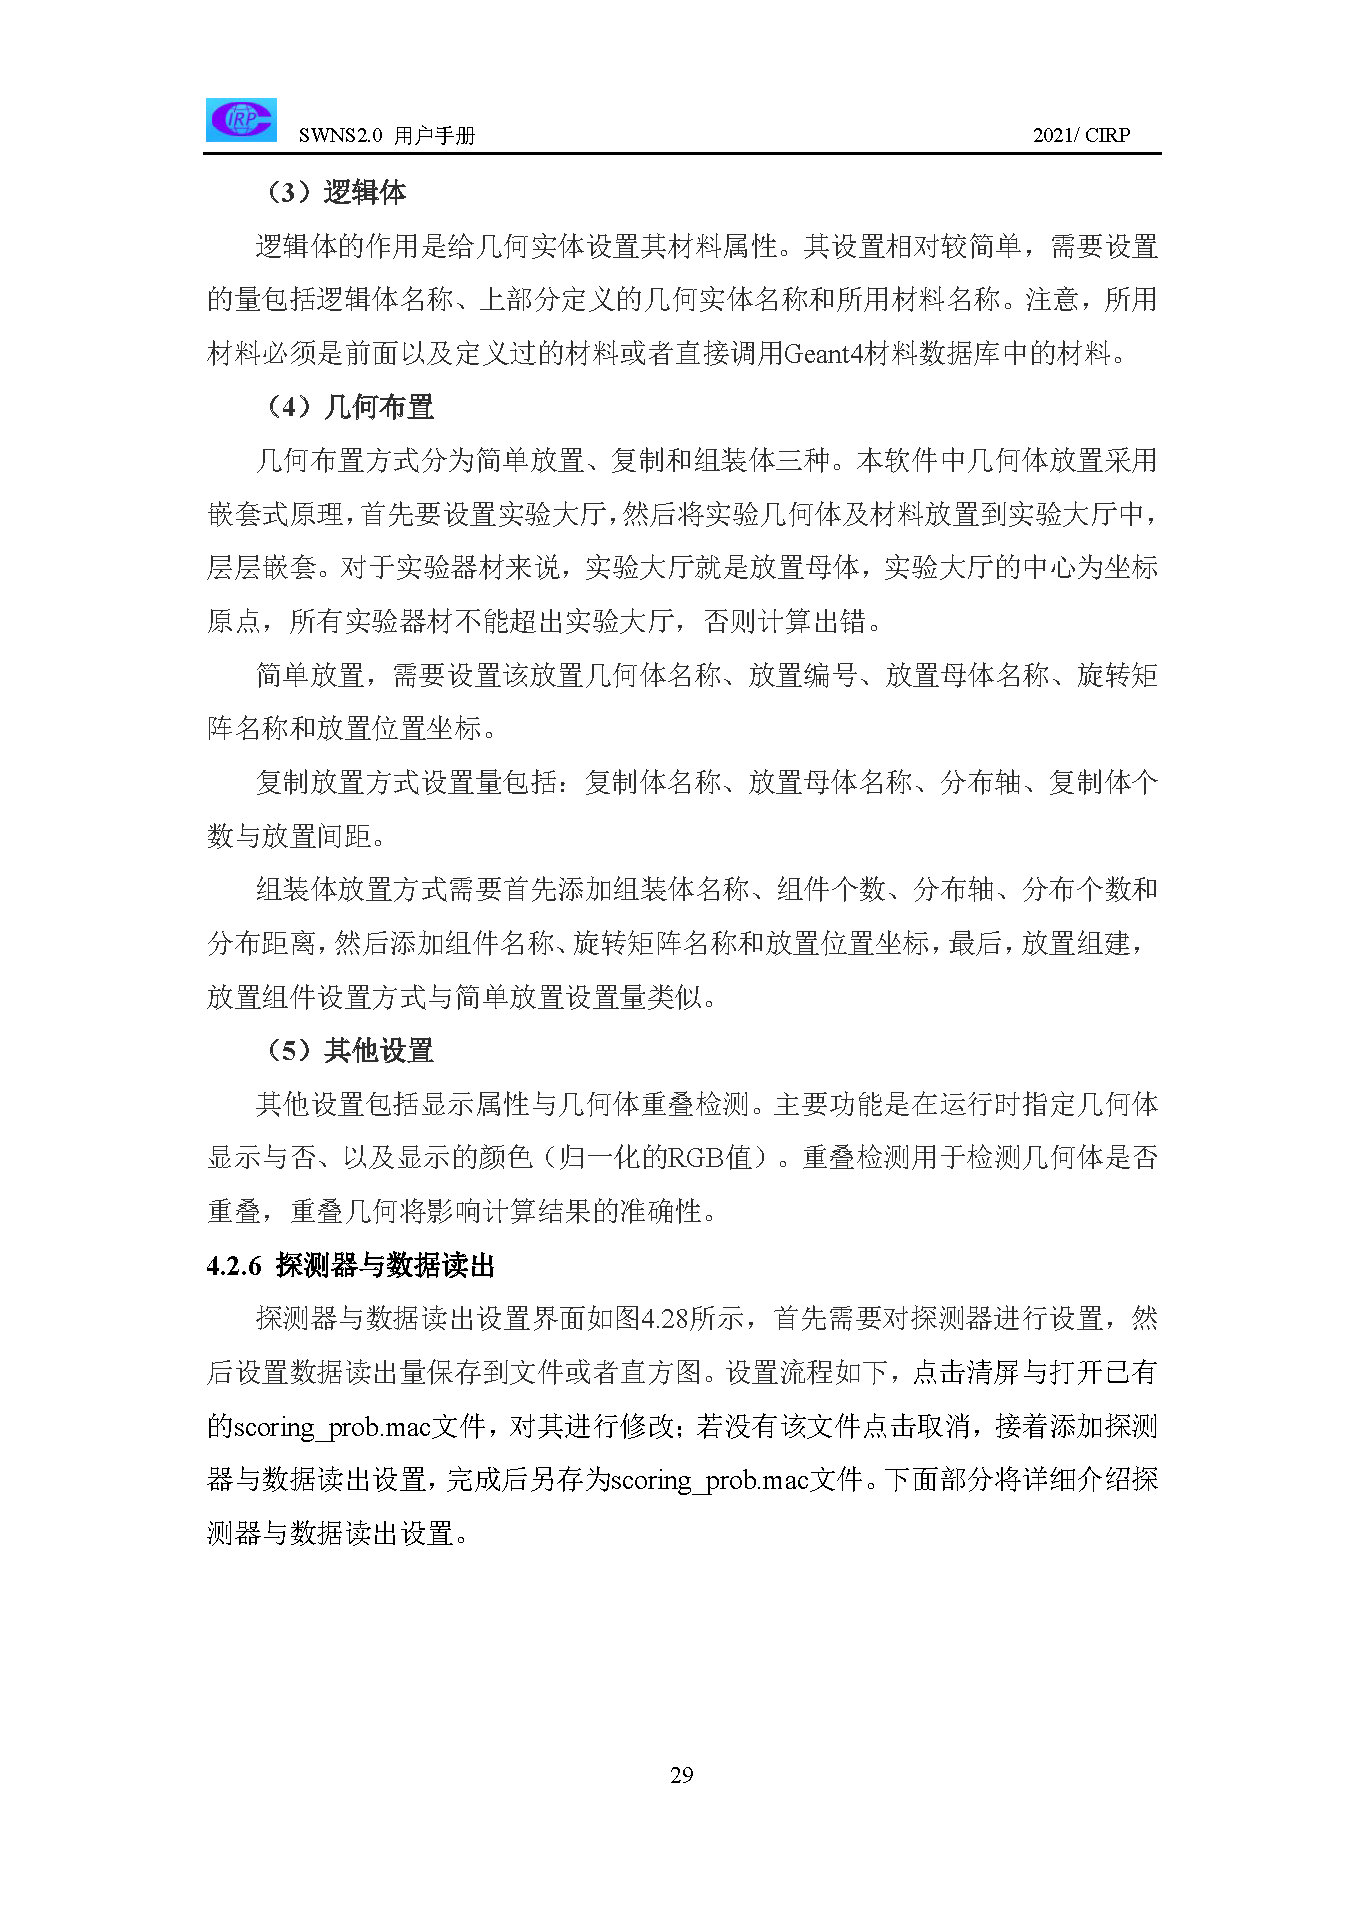 IRP
SWNS2.0 用户手册 2021/ CIRP
（3）逻辑体
逻辑体的作用是给几何实体设置其材料属性。其设置相对较简单，需要设置
的量包括逻辑体名称、上部分定义的几何实体名称和所用材料名称。注意，所用
材料必须是前面以及定义过的材料或者直接调用Geant4材料数据库中的材料。
（4）几何布置
几何布置方式分为简单放置、复制和组装体三种。本软件中几何体放置采用
嵌套式原理，首先要设置实验大厅，然后将实验几何体及材料放置到实验大厅中，
层层嵌套。对于实验器材来说，实验大厅就是放置母体，实验大厅的中心为坐标
原点，所有实验器材不能超出实验大厅，否则计算出错。
简单放置，需要设置该放置几何体名称、放置编号、放置母体名称、旋转矩
阵名称和放置位置坐标。
复制放置方式设置量包括：复制体名称、放置母体名称、分布轴、复制体个
数与放置间距。
组装体放置方式需要首先添加组装体名称、组件个数、分布轴、分布个数和
分布距离，然后添加组件名称、旋转矩阵名称和放置位置坐标，最后，放置组建，
放置组件设置方式与简单放置设置量类似。
（5）其他设置
其他设置包括显示属性与几何体重叠检测。主要功能是在运行时指定几何体
显示与否、以及显示的颜色（归一化的RGB值）。重叠检测用于检测几何体是否
重叠，重叠几何将影响计算结果的准确性。
4.2.6 探测器与数据读出
探测器与数据读出设置界面如图4.28所示，首先需要对探测器进行设置，然
后设置数据读出量保存到文件或者直方图。设置流程如下，点击清屏与打开已有
的scoring_prob.mac文件，对其进行修改；若没有该文件点击取消，接着添加探测
器与数据读出设置，完成后另存为scoring_prob.mac文件。下面部分将详细介绍探
测器与数据读出设置。
29